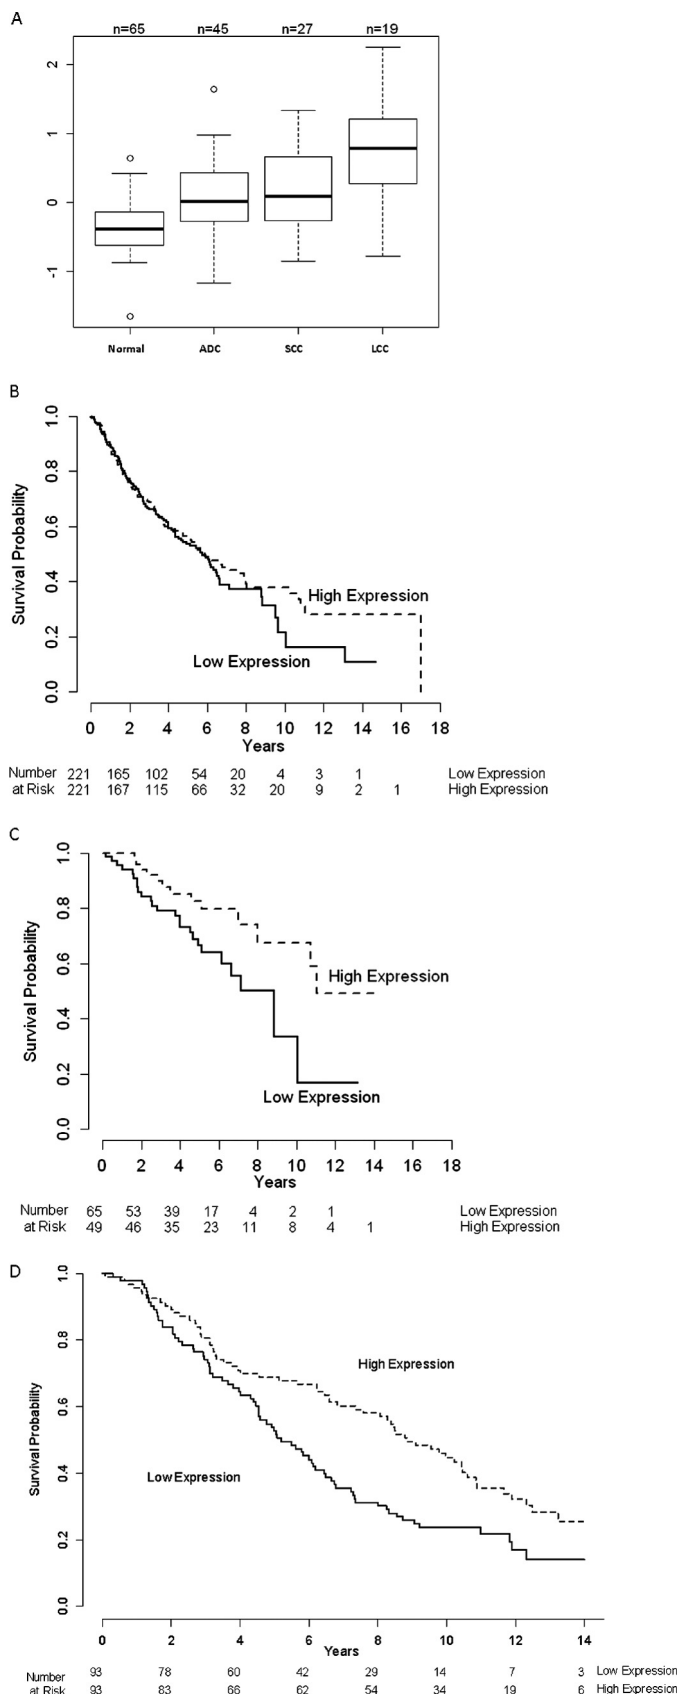 A
n=65 n=45 n=27 n=19
2
1
0
-1
Normal ADC SCC LCC
B
1.0
0.8
0.6
0.4
0.2
0.0
Survival Probability
High Expression
Low Expression
0 2 4 6 8 10 12 14 16 18
Years
Number 221 165 102 54 20 4 3 1 Low Expression
at Risk 221 167 115 66 32 20 9 2 1 High Expression
C
1.0
0.8
0.6
0.4
0.2
0.0
Survival Probability
High Expression
Low Expression
0 2 4 6 8 10 12 14 16 18
Years
Number 65 53 39 17 4 2 1 Low Expression
at Risk 49 46 35 23 11 8 4 1 High Expression
D
1.0
0.8
0.6
0.4
0.2
0.0
Survival Probability
High Expression
Low Expression
0 2 4 6 8 10 12 14
Years
Number 93 78 60 42 29 14 7 3 Low Expression
at Risk 93 83 66 62 54 34 19 6 High Expression